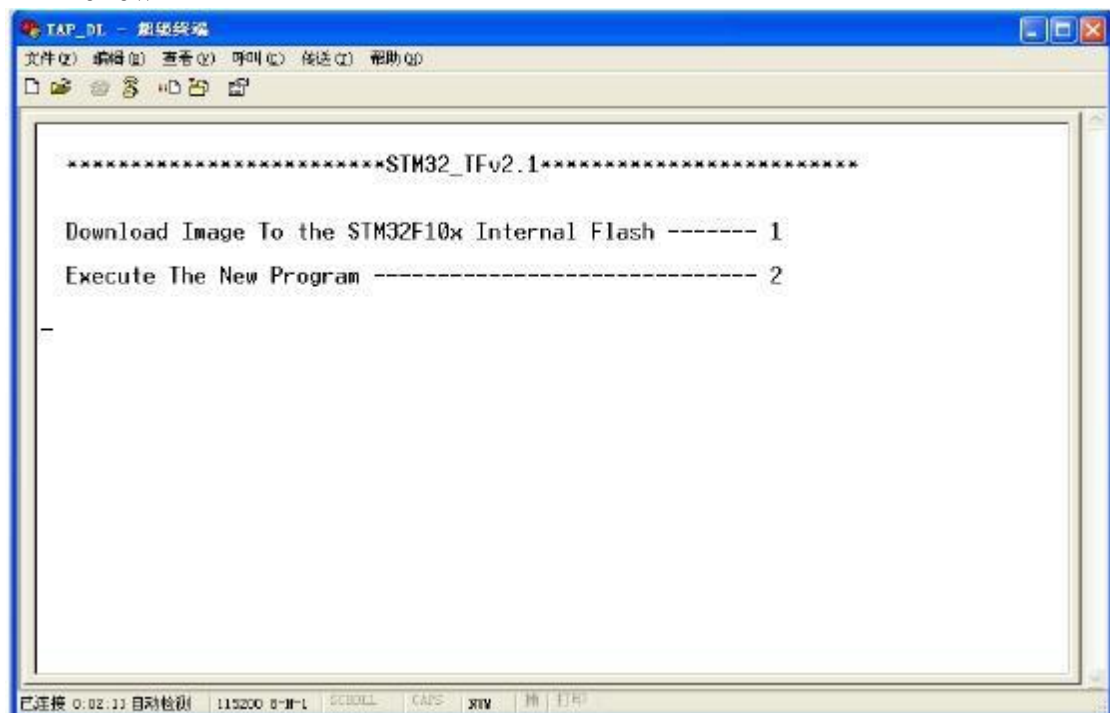 TAP_DL - 超级终端
文件(F) 编辑(E) 查看(V) 呼叫(C) 传送(T) 帮助(H)
*************************STM32_TFv2.1*************************
Download Image To the STM32F10x Internal Flash ------- 1
Execute The New Program ------------------------------ 2
_
已连接 0:02:33 自动检测 115200 8-N-1 SCROLL CAPS NUM 捕 打印